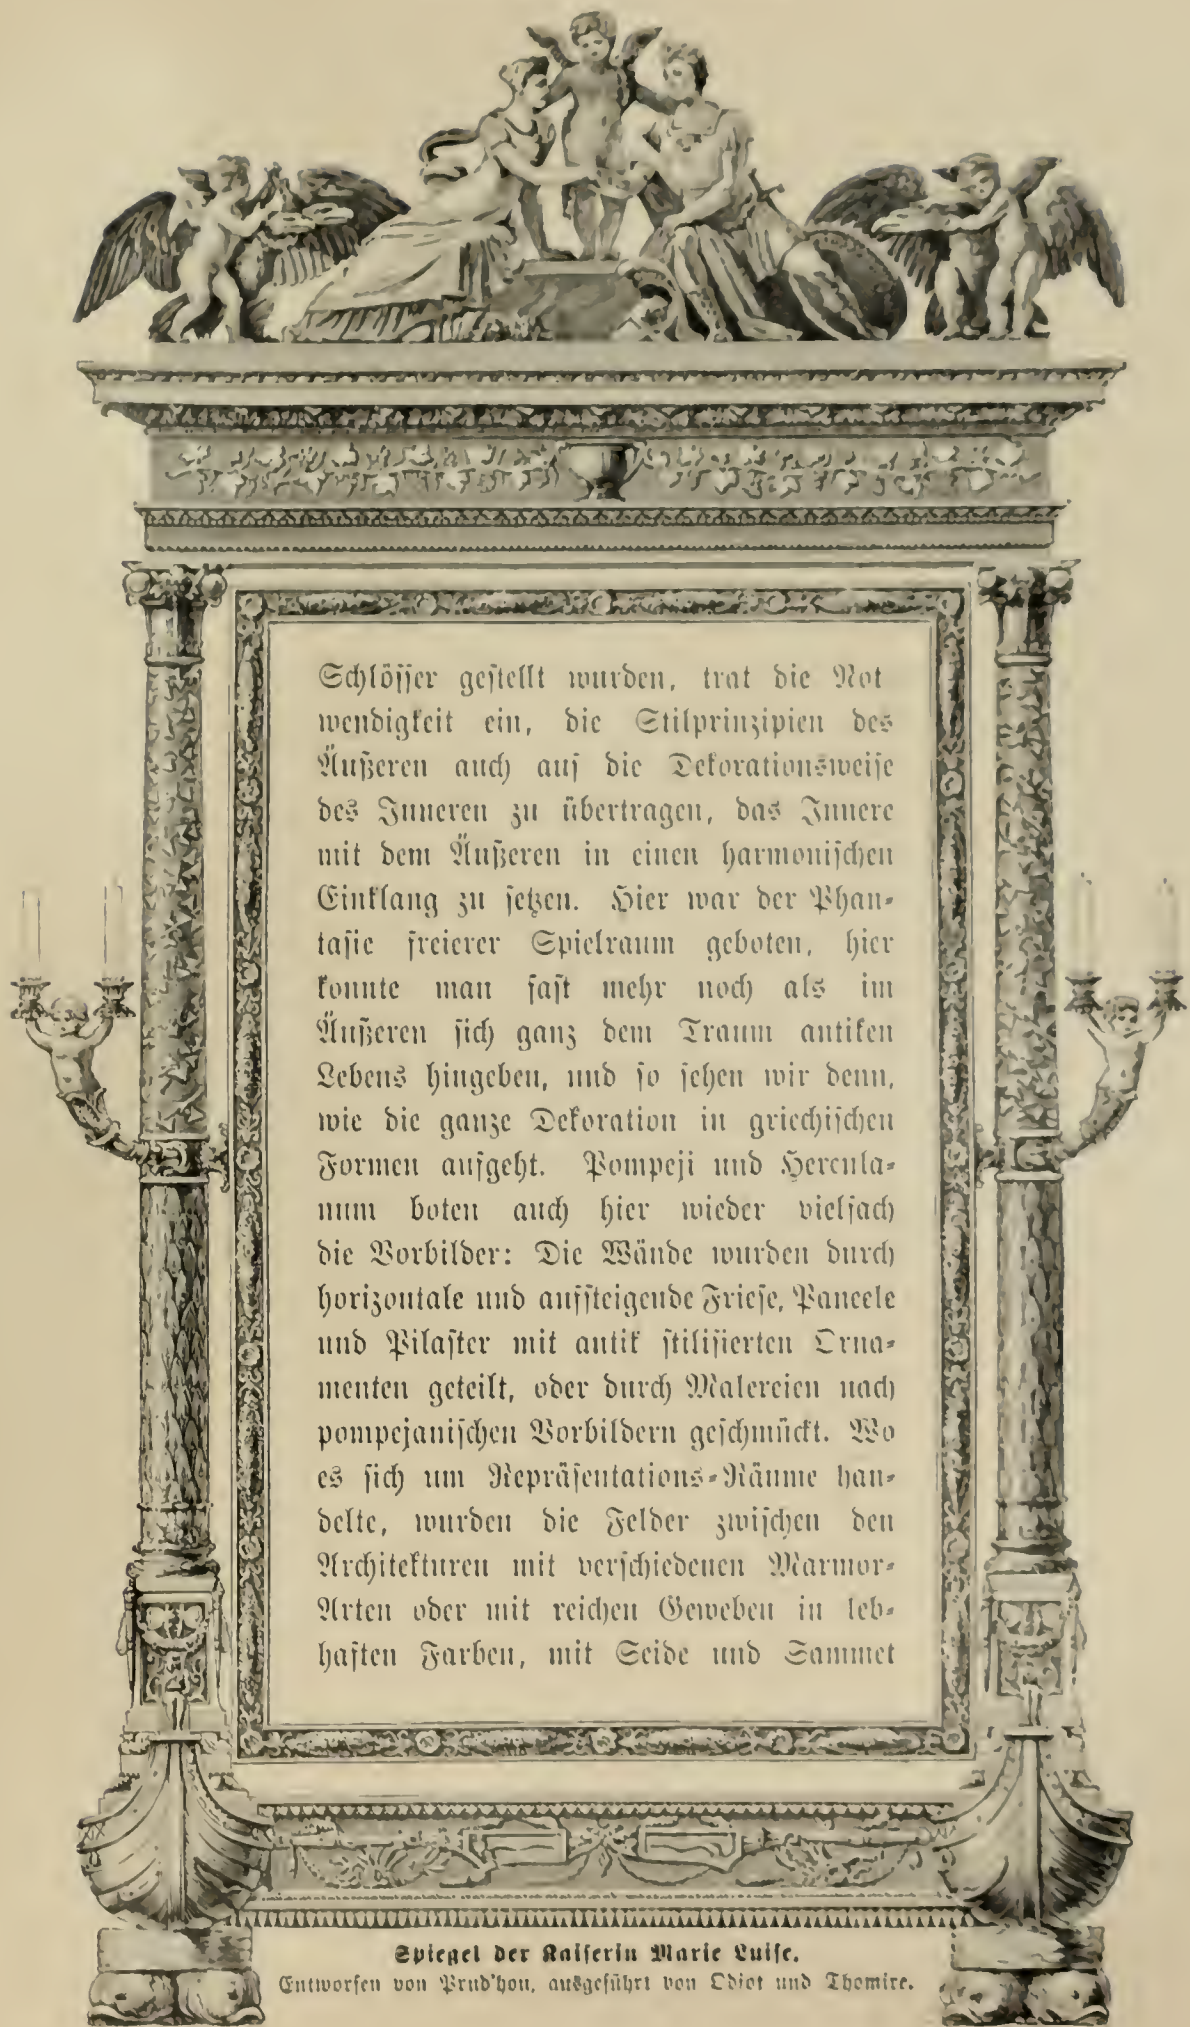 Schlösser gestellt wurden, trat die Not
wendigkeit ein, die Stilprinzipien des
Äußeren auch auf die Dekorationsweise
des Inneren zu übertragen, das Innere
mit dem Äußeren in einen harmonischen
Einklang zu setzen. Hier war der Phan-
tasie freierer Spielraum geboten, hier
konnte man fast mehr noch als im
Äußeren sich ganz dem Traum antiken
Lebens hingeben, und so sehen wir denn,
wie die ganze Dekoration in griechischen
Formen aufgeht. Pompeji und Hercula-
num boten auch hier wieder vielfach
die Vorbilder: Die Wände wurden durch
horizontale und aufsteigende Friese, Paneele
und Pilaster mit antik stilisierten Orna-
menten geteilt, oder durch Malereien nach
pompejanischen Vorbildern geschmückt. Wo
es sich um Repräsentations-Räume han-
delte, wurden die Felder zwischen den
Architekturen mit verschiedenen Marmor-
Arten oder mit reichen Geweben in leb-
haften Farben, mit Seide und Sammet
Spiegel der Kaiserin Marie Luise.
Entworfen von Prud'hon, ausgeführt von Odiot und Thomire.